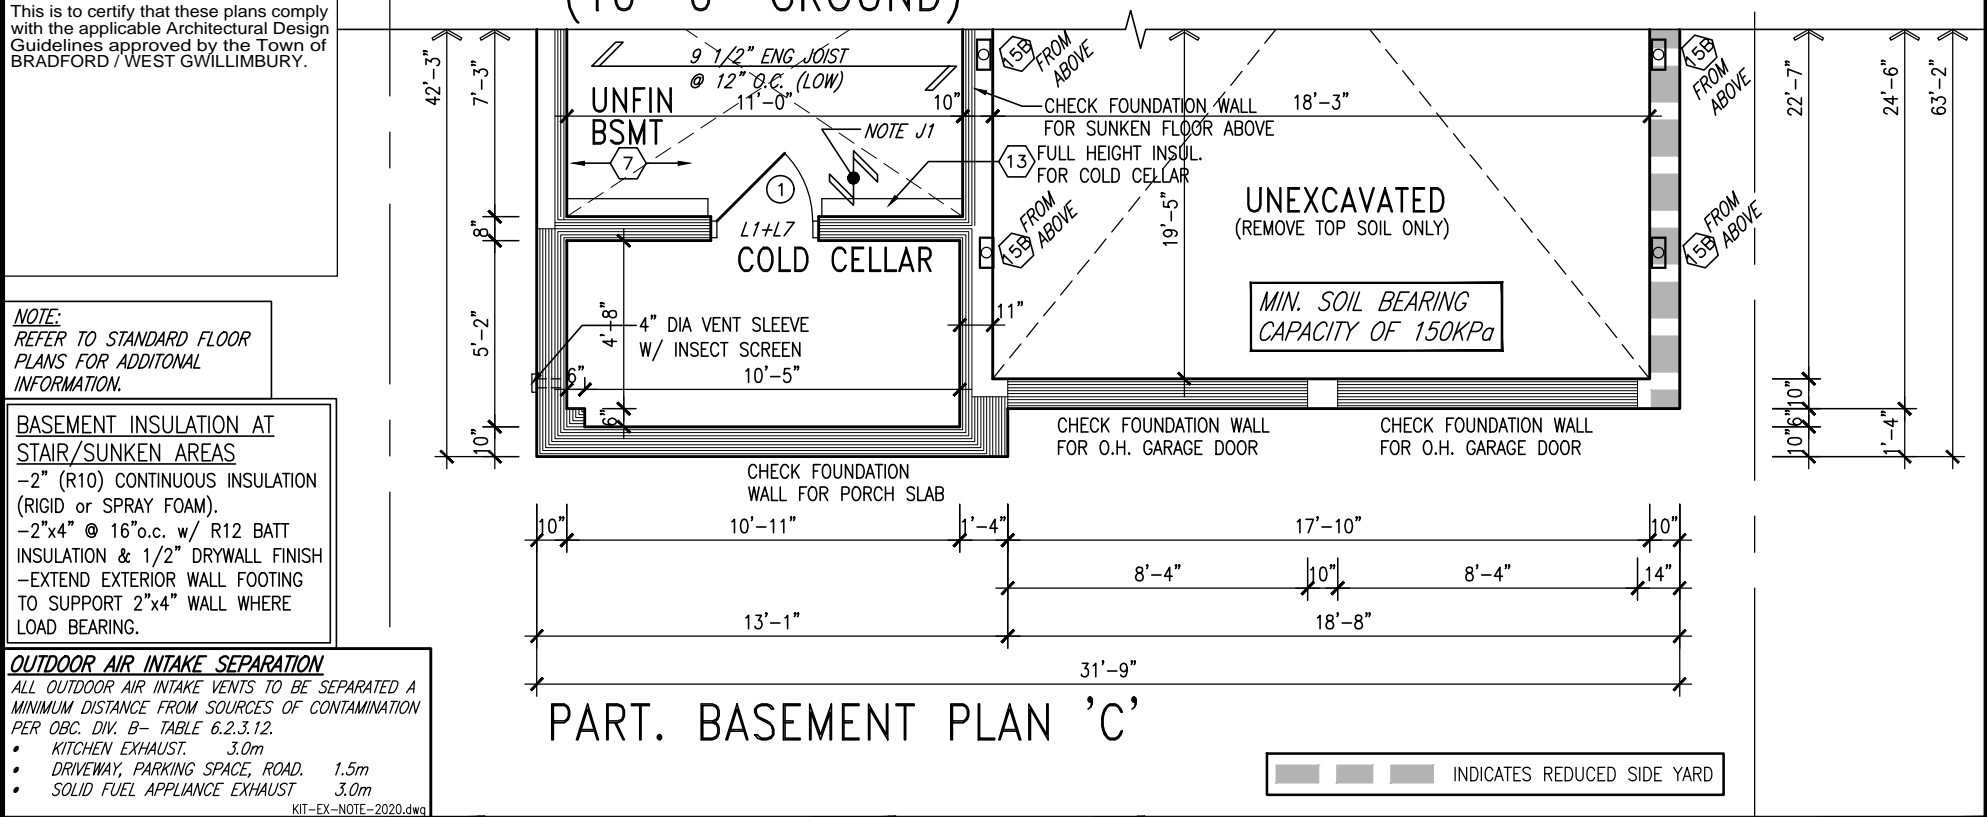 This is to certify that these plans comply
with the applicable Architectural Design
Guidelines approved by the Town of
BRADFORD / WEST GWILLIMBURY.
NOTE:
REFER TO STANDARD FLOOR
PLANS FOR ADDITONAL
INFORMATION.
BASEMENT INSULATION AT
STAIR/SUNKEN AREAS
-2" (R10) CONTINUOUS INSULATION
(RIGID or SPRAY FOAM).
-2"x4" @ 16"o.c. w/ R12 BATT
INSULATION & 1/2" DRYWALL FINISH
-EXTEND EXTERIOR WALL FOOTING
TO SUPPORT 2"x4" WALL WHERE
LOAD BEARING.
OUTDOOR AIR INTAKE SEPARATION
ALL OUTDOOR AIR INTAKE VENTS TO BE SEPARATED A
MINIMUM DISTANCE FROM SOURCES OF CONTAMINATION
PER OBC. DIV. B- TABLE 6.2.3.12.
• KITCHEN EXHAUST. 3.0m
• DRIVEWAY, PARKING SPACE, ROAD. 1.5m
• SOLID FUEL APPLIANCE EXHAUST 3.0m
KIT-EX-NOTE-2020.dwg
42'-3"
7'-3"
8"
5'-2"
10"
9 1/2" ENG JOIST
@ 12" O.C. (LOW)
11'-0"
10"
UNFIN
BSMT
7
NOTE J1
1
L1+L7
COLD CELLAR
4'-8"
4" DIA VENT SLEEVE
W/ INSECT SCREEN
6"
10'-5"
6"
11"
15B
FROM
ABOVE
CHECK FOUNDATION WALL
FOR SUNKEN FLOOR ABOVE
13
FULL HEIGHT INSUL.
FOR COLD CELLAR
15B
FROM
ABOVE
18'-3"
19'-5"
UNEXCAVATED
(REMOVE TOP SOIL ONLY)
MIN. SOIL BEARING
CAPACITY OF 150KPa
15B
FROM
ABOVE
15B
FROM
ABOVE
22'-7"
24'-6"
63'-2"
10"
6"
10"
1'-4"
CHECK FOUNDATION WALL
FOR O.H. GARAGE DOOR
CHECK FOUNDATION WALL
FOR O.H. GARAGE DOOR
CHECK FOUNDATION
WALL FOR PORCH SLAB
10"
10'-11"
1'-4"
17'-10"
10"
8'-4"
10"
8'-4"
14"
13'-1"
18'-8"
31'-9"
PART. BASEMENT PLAN 'C'
INDICATES REDUCED SIDE YARD